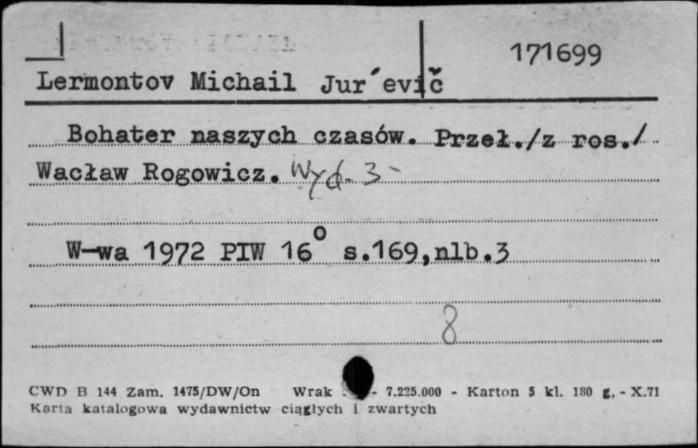 171699
Lermontov Michail Jur´evič
Bohater naszych czasów. Przeł./z ros./
Wacław Rogowicz. Wyd. 3-
W-wa 1972 PIW 16° s.169,nlb.3
8
CWD B 144 Zam. 1475/DW/On Wrak - 7.225.000 - Karton 5 kl. 180 g, - X.71
Karta katalogowa wydawnictw ciągłych i zwartych